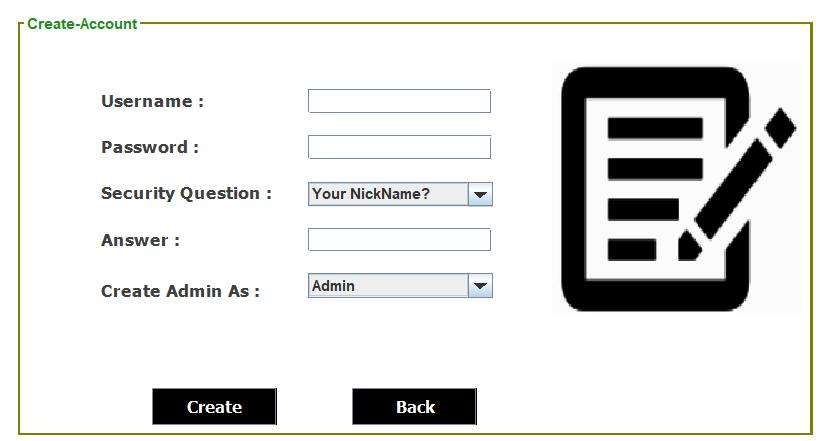 Create-Account
Username :
Password :
Security Question : Your NickName?
Answer :
Create Admin As : Admin
Create Back